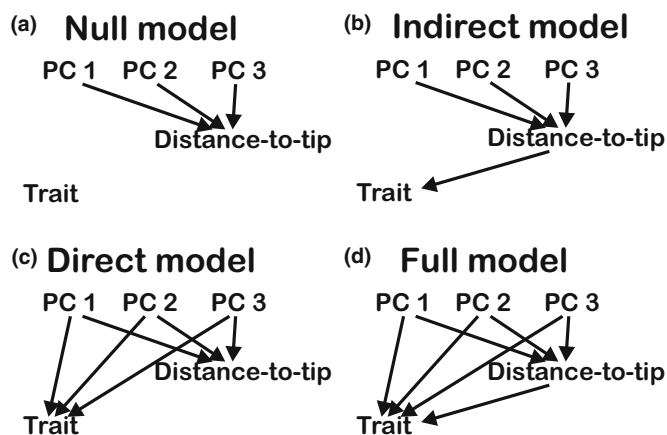 (a) Null model
PC 1 PC 2 PC 3
Distance-to-tip
Trait
(b) Indirect model
PC 1 PC 2 PC 3
Distance-to-tip
Trait
(c) Direct model
PC 1 PC 2 PC 3
Distance-to-tip
Trait
(d) Full model
PC 1 PC 2 PC 3
Distance-to-tip
Trait